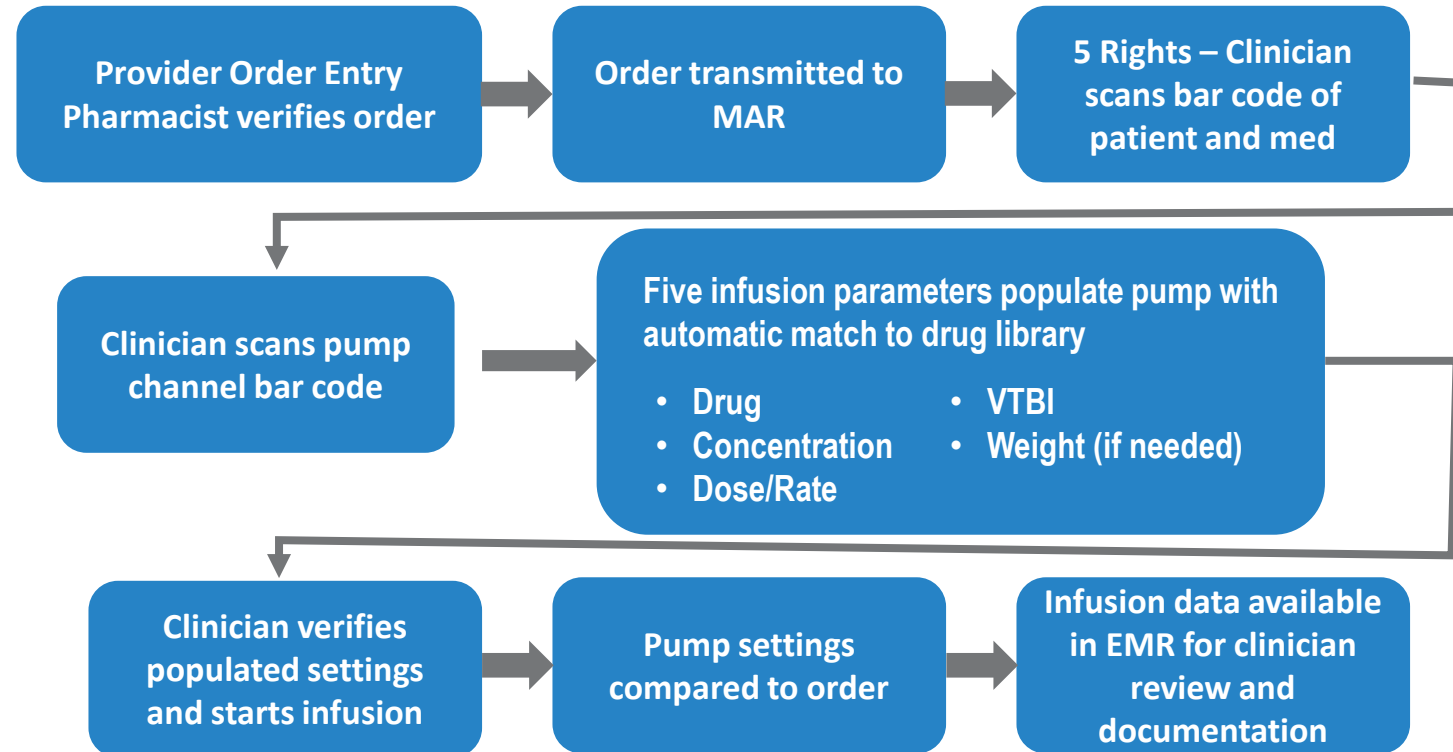 Provider Order Entry
Pharmacist verifies order
Order transmitted to
MAR
5 Rights – Clinician
scans bar code of
patient and med
Clinician scans pump
channel bar code
Five infusion parameters populate pump with
automatic match to drug library
• Drug
• Concentration
• Dose/Rate
• VTBI
• Weight (if needed)
Clinician verifies
populated settings
and starts infusion
Pump settings
compared to order
Infusion data available
in EMR for clinician
review and
documentation